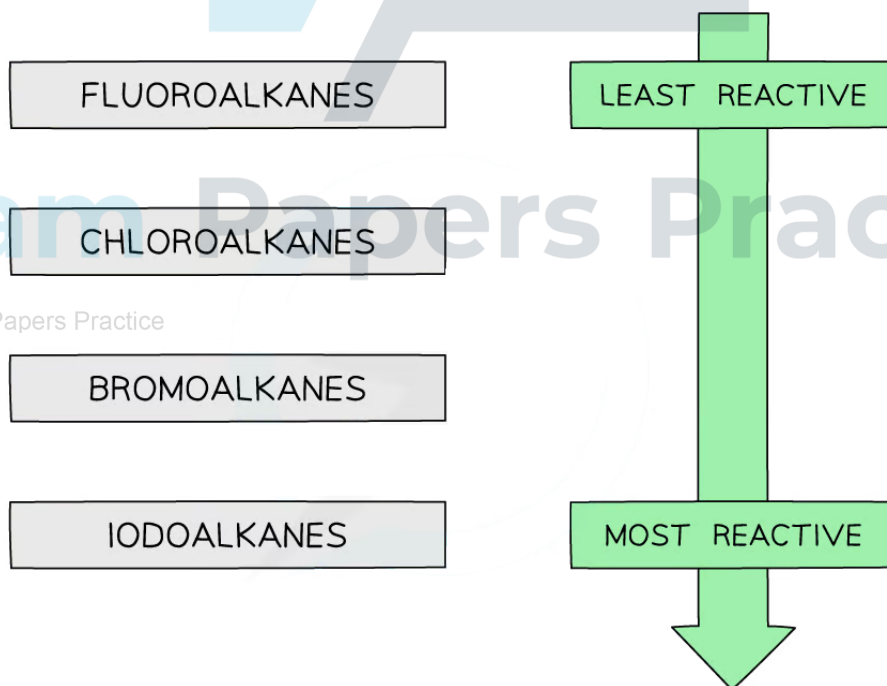 FLUOROALKANES LEAST REACTIVE
am Papers Prac
CHLOROALKANES
Papers Practice
BROMOALKANES
IODOALKANES MOST REACTIVE